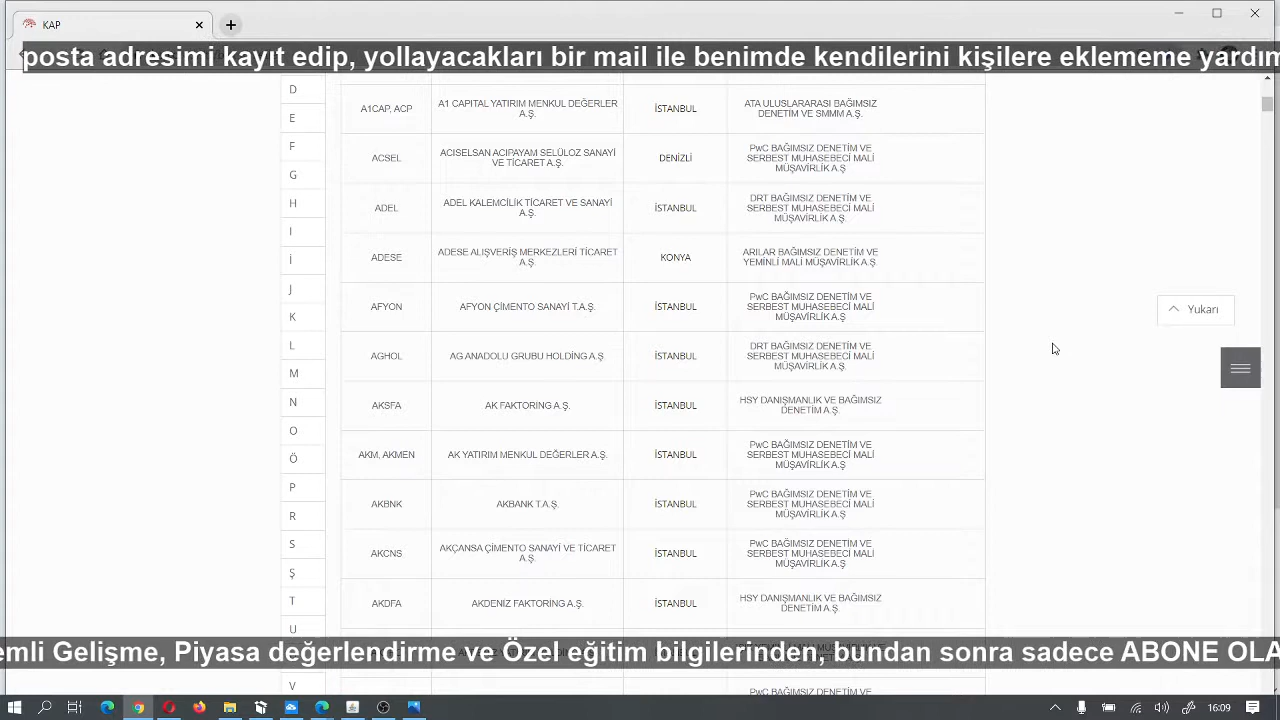 KAP
posta adresimi kayıt edip, yollayacakları bir mail ile benimde kendilerini kişilere eklememe yardım
D
E
F
G
H
I
İ
J
K
L
M
N
O
Ö
P
R
S
Ş
T
U
V
A1CAP, ACP
A1 CAPITAL YATIRIM MENKUL DEĞERLER
A.Ş.
İSTANBUL
ATA ULUSLARARASI BAĞIMSIZ
DENETİM VE SMMM A.Ş.
ACSEL
ACISELSAN ACIPAYAM SELÜLOZ SANAYİ
VE TİCARET A.Ş.
DENİZLİ
PwC BAĞIMSIZ DENETİM VE
SERBEST MUHASEBECİ MALİ
MÜŞAVİRLİK A.Ş
ADEL
ADEL KALEMCİLİK TİCARET VE SANAYİ
A.Ş.
İSTANBUL
DRT BAĞIMSIZ DENETİM VE
SERBEST MUHASEBECİ MALİ
MÜŞAVİRLİK A.Ş.
ADESE
ADESE ALIŞVERİŞ MERKEZLERİ TİCARET
A.Ş.
KONYA
ARILAR BAĞIMSIZ DENETİM VE
YEMİNLİ MALİ MÜŞAVİRLİK A.Ş.
AFYON
AFYON ÇİMENTO SANAYİ T.A.Ş.
İSTANBUL
PwC BAĞIMSIZ DENETİM VE
SERBEST MUHASEBECİ MALİ
MÜŞAVİRLİK A.Ş
AGHOL
AG ANADOLU GRUBU HOLDİNG A.Ş.
İSTANBUL
DRT BAĞIMSIZ DENETİM VE
SERBEST MUHASEBECİ MALİ
MÜŞAVİRLİK A.Ş.
AKSFA
AK FAKTORING A.Ş.
İSTANBUL
HSY DANIŞMANLIK VE BAĞIMSIZ
DENETİM A.Ş.
AKM, AKMEN
AK YATIRIM MENKUL DEĞERLER A.Ş.
İSTANBUL
PwC BAĞIMSIZ DENETİM VE
SERBEST MUHASEBECİ MALİ
MÜŞAVİRLİK A.Ş
AKBNK
AKBANK T.A.Ş.
İSTANBUL
PwC BAĞIMSIZ DENETİM VE
SERBEST MUHASEBECİ MALİ
MÜŞAVİRLİK A.Ş
AKCNS
AKÇANSA ÇİMENTO SANAYİ VE TİCARET
A.Ş.
İSTANBUL
PwC BAĞIMSIZ DENETİM VE
SERBEST MUHASEBECİ MALİ
MÜŞAVİRLİK A.Ş
AKDFA
AKDENİZ FAKTORİNG A.Ş.
İSTANBUL
HSY DANIŞMANLIK VE BAĞIMSIZ
DENETİM A.Ş.
PwC BAĞIMSIZ DENETİM VE
Yukarı
emli Gelişme, Piyasa değerlendirme ve Özel eğitim bilgilerinden, bundan sonra sadece ABONE OLA
16:09